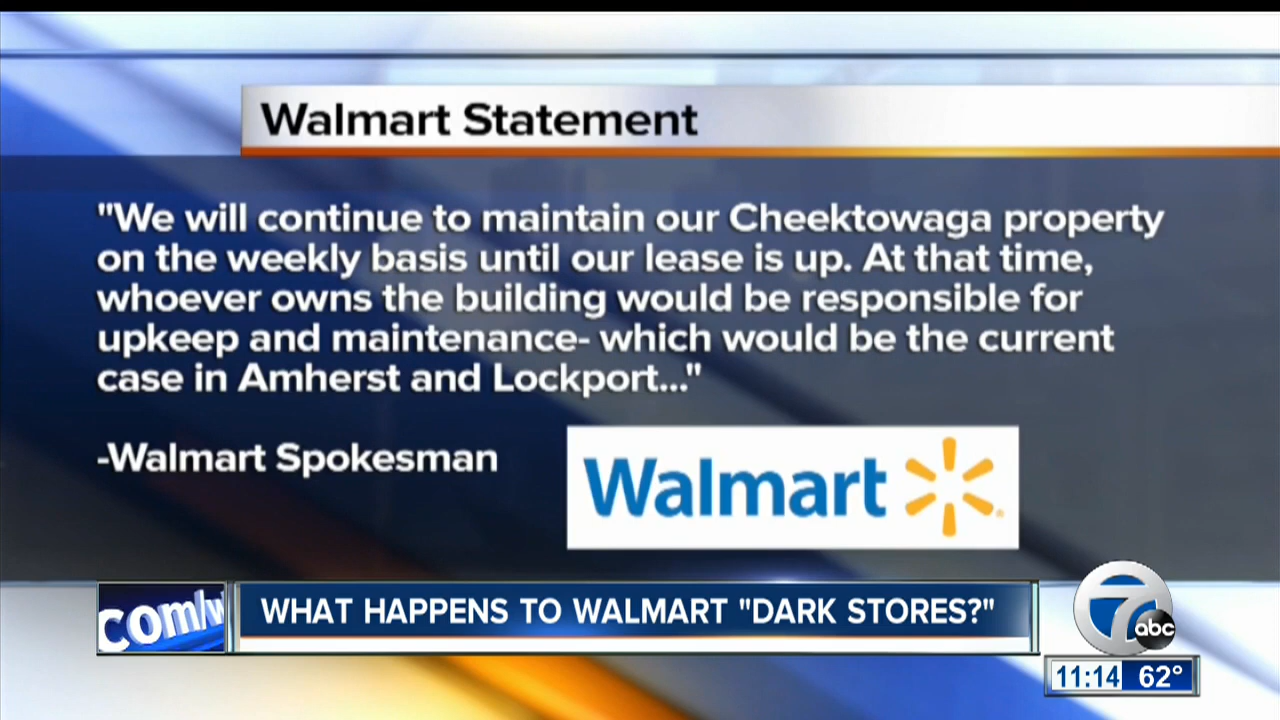 Walmart Statement
"We will continue to maintain our Cheektowaga property
on the weekly basis until our lease is up. At that time,
whoever owns the building would be responsible for
upkeep and maintenance- which would be the current
case in Amherst and Lockport..."
-Walmart Spokesman
Walmart
com/w
WHAT HAPPENS TO WALMART "DARK STORES?"
7
abc
11:14 62°